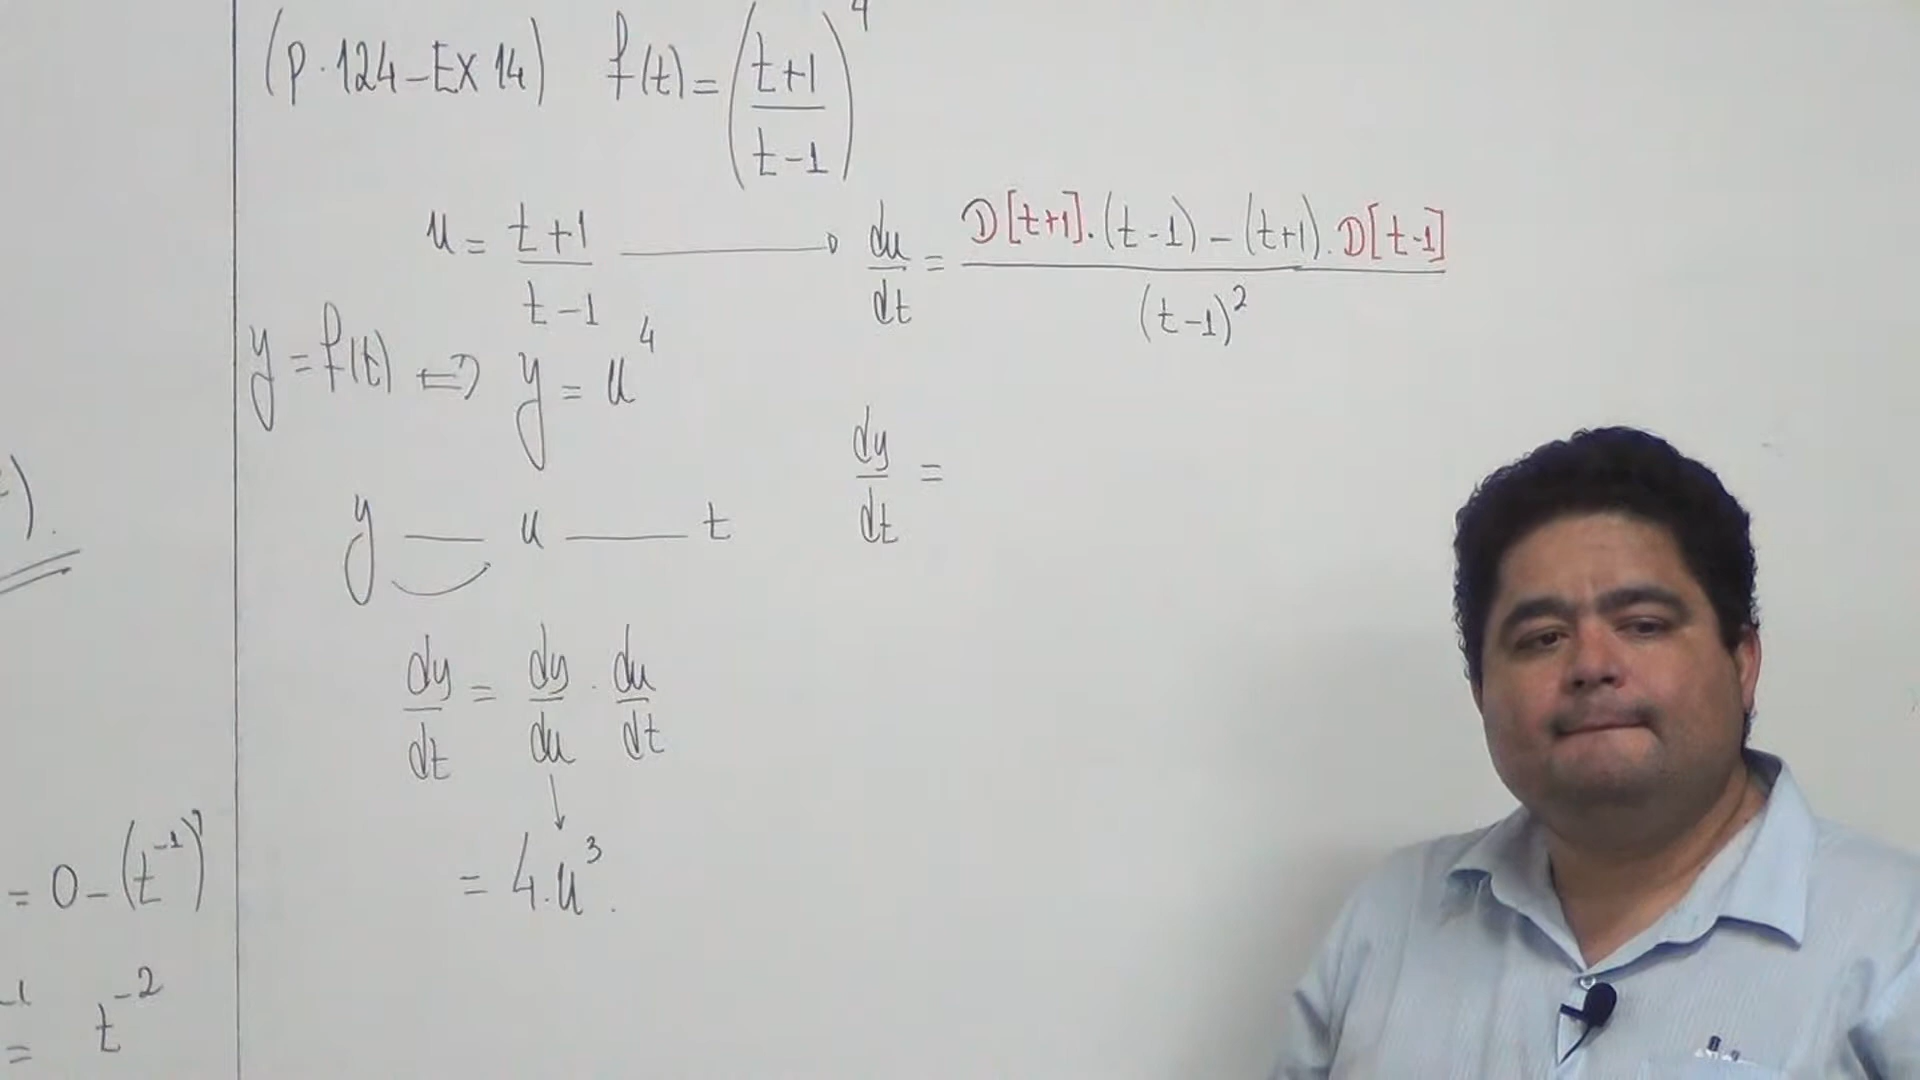 (P.124-EX 14) f(t) = ((t+1)/(t-1))^4
u = (t+1)/(t-1) ⟶ du/dt = (D[t+1].(t-1) - (t+1).D[t-1])/(t-1)^2
y = f(t) ⟺ y = u^4
dy/dt =
y — u — t
dy/dt = dy/du . du/dt
↓
= 4.u^3.
).
= 0 - (t^-1)'
-1
= t^-2